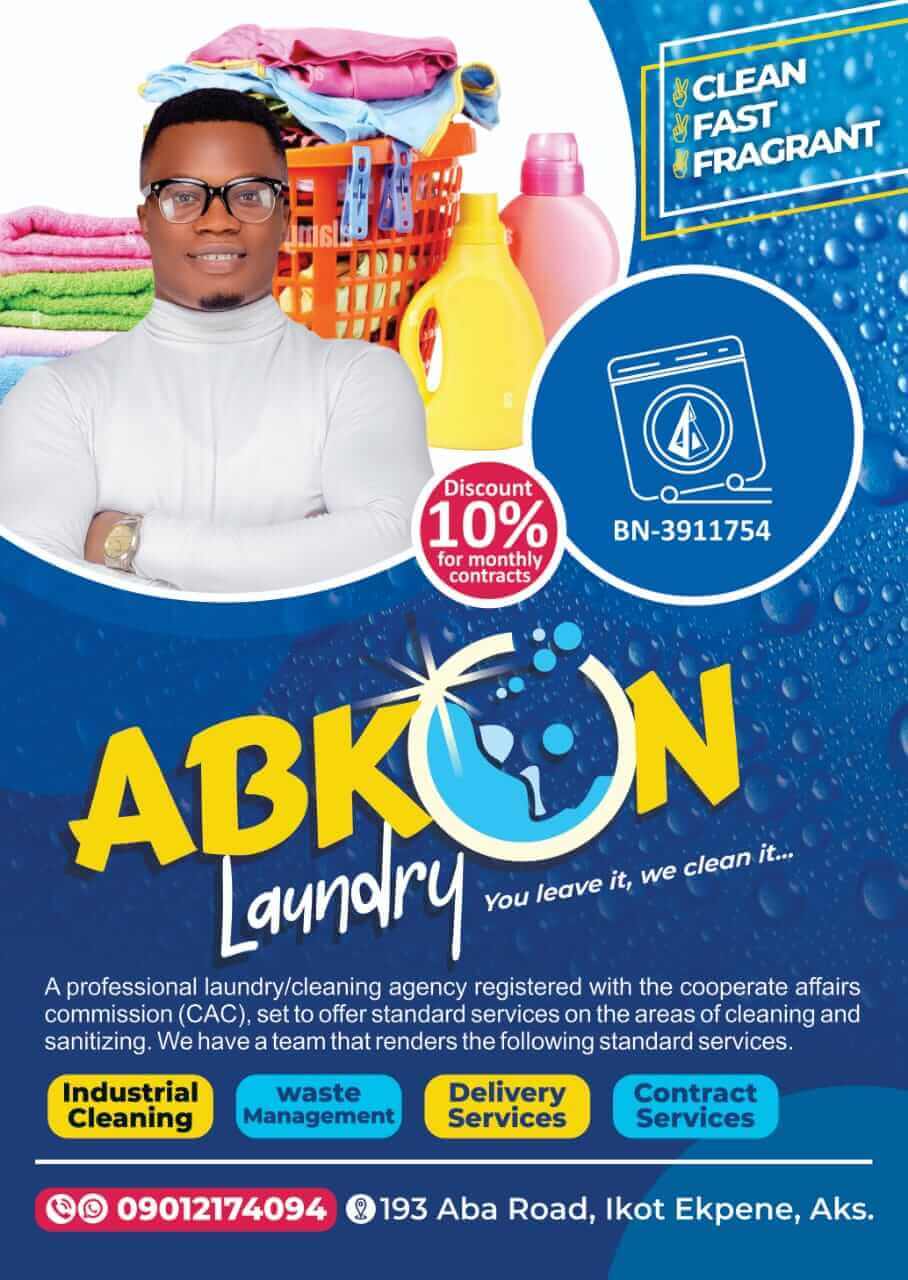 CLEAN
FAST
FRAGRANT
BN-3911754
Discount
10%
for monthly
contracts
ABKON
Laundry
You leave it, we clean it...
A professional laundry/cleaning agency registered with the cooperate affairs
commission (CAC), set to offer standard services on the areas of cleaning and
sanitizing. We have a team that renders the following standard services.
Industrial
Cleaning
waste
Management
Delivery
Services
Contract
Services
09012174094
193 Aba Road, Ikot Ekpene, Aks.